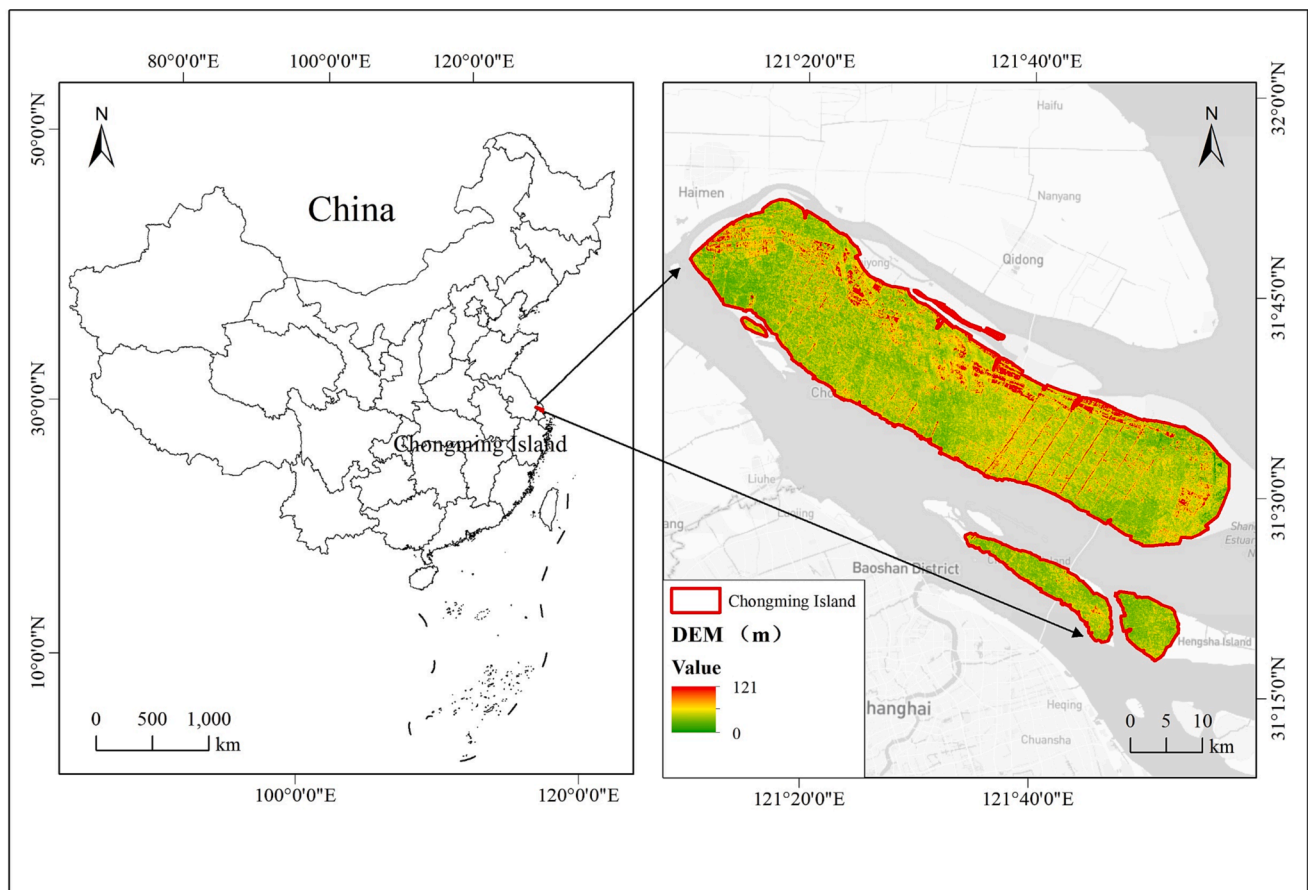 80°0'0"E
100°0'0"E
120°0'0"E
50°0'0"N
30°0'0"N
10°0'0"N
N
China
Chongming Island
0 500 1,000
km
100°0'0"E
120°0'0"E
121°20'0"E
121°40'0"E
32°0'0"N
31°45'0"N
31°30'0"N
31°15'0"N
N
Haifu
Haimen
Nanyang
Qidong
Liuhe
Baoshan District
Hengsha Island
hanghai
Heqing
Chuansha
Chongming Island
DEM （m）
Value
121
0
0 5 10
km
121°20'0"E
121°40'0"E